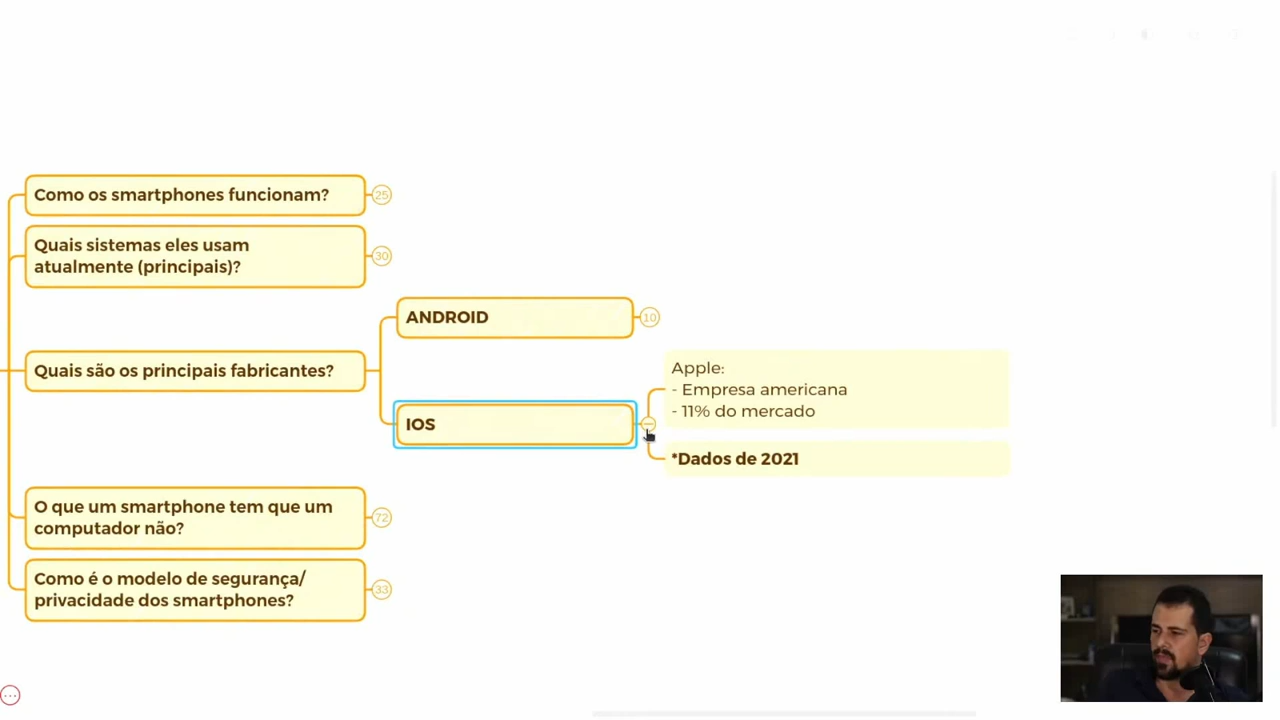 Como os smartphones funcionam?
25
Quais sistemas eles usam
atualmente (principais)?
30
ANDROID
10
Quais são os principais fabricantes?
Apple:
- Empresa americana
- 11% do mercado
IOS
*Dados de 2021
O que um smartphone tem que um
computador não?
72
Como é o modelo de segurança/
privacidade dos smartphones?
33